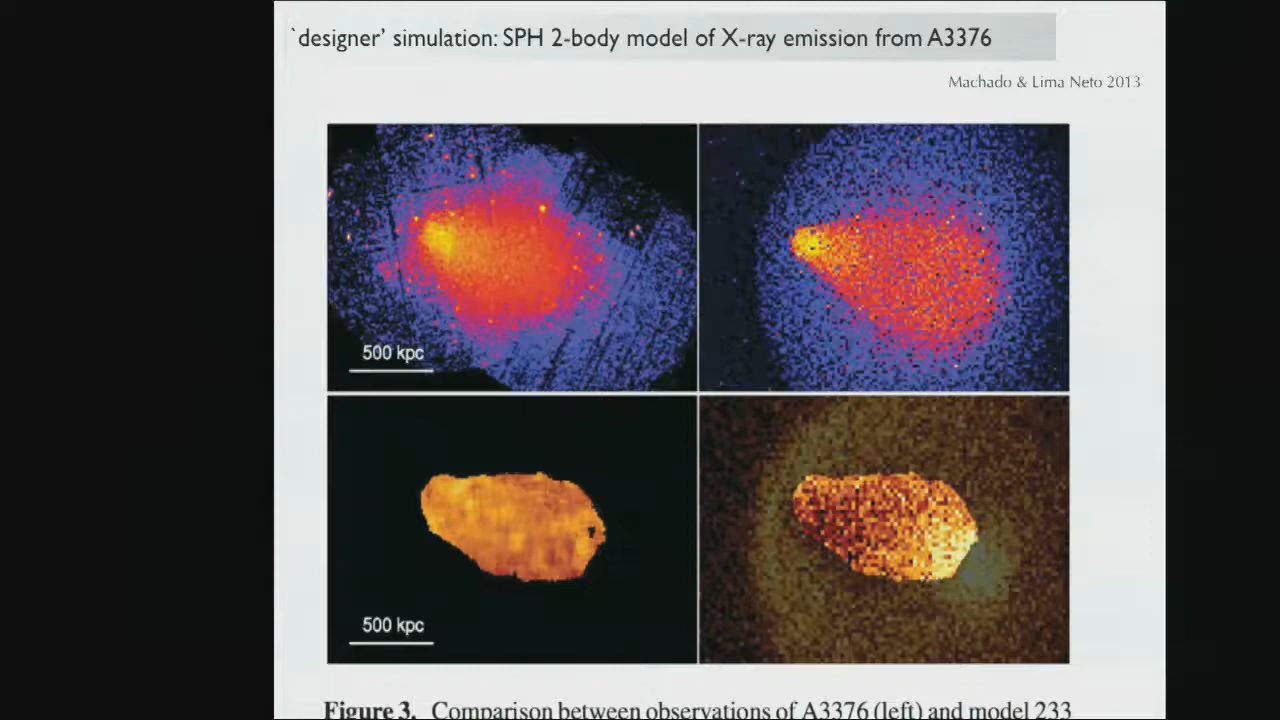 `designer' simulation: SPH 2-body model of X-ray emission from A3376
Machado & Lima Neto 2013
500 kpc
500 kpc
Figure 3. Comparison between observations of A3376 (left) and model 233